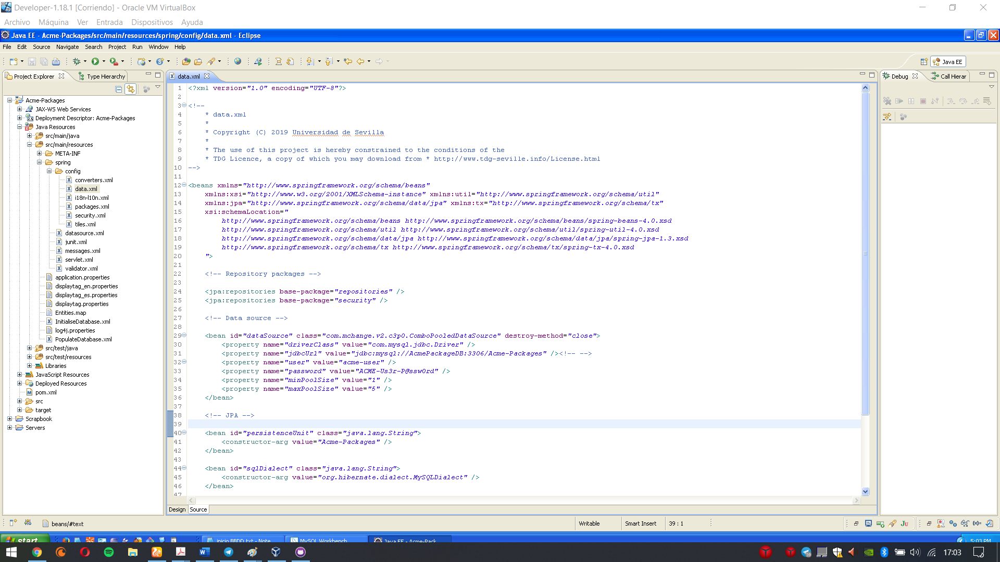 Developer-1.18.1 [Corriendo] - Oracle VM VirtualBox
Archivo Máquina Ver Entrada Dispositivos Ayuda
Java EE - Acme-Packages/src/main/resources/spring/config/data.xml - Eclipse
File Edit Source Navigate Search Project Run Window Help
Java EE
Project Explorer
Type Hierarchy
data.xml
Debug
Call Hierar
Acme-Packages
JAX-WS Web Services
Deployment Descriptor: Acme-Packages
Java Resources
src/main/java
src/main/resources
META-INF
spring
config
converters.xml
data.xml
i18n-l10n.xml
packages.xml
security.xml
tiles.xml
datasource.xml
junit.xml
messages.xml
servlet.xml
validator.xml
application.properties
displaytag_en.properties
displaytag_es.properties
displaytag.properties
Entities.map
InitialiseDatabase.xml
log4j.properties
PopulateDatabase.xml
src/test/java
src/test/resources
Libraries
JavaScript Resources
Deployed Resources
pom.xml
src
target
Scrapbook
Servers
1 <?xml version="1.0" encoding="UTF-8"?>
2
3 <!--
4 * data.xml
5 *
6 * Copyright (C) 2019 Universidad de Sevilla
7 *
8 * The use of this project is hereby constrained to the conditions of the
9 * TDG Licence, a copy of which you may download from * http://www.tdg-seville.info/License.html
10 -->
11
12 <beans xmlns="http://www.springframework.org/schema/beans"
13 xmlns:xsi="http://www.w3.org/2001/XMLSchema-instance" xmlns:util="http://www.springframework.org/schema/util"
14 xmlns:jpa="http://www.springframework.org/schema/data/jpa" xmlns:tx="http://www.springframework.org/schema/tx"
15 xsi:schemaLocation="
16 http://www.springframework.org/schema/beans http://www.springframework.org/schema/beans/spring-beans-4.0.xsd
17 http://www.springframework.org/schema/util http://www.springframework.org/schema/util/spring-util-4.0.xsd
18 http://www.springframework.org/schema/data/jpa http://www.springframework.org/schema/data/jpa/spring-jpa-1.3.xsd
19 http://www.springframework.org/schema/tx http://www.springframework.org/schema/tx/spring-tx-4.0.xsd
20 ">
21
22 <!-- Repository packages -->
23
24 <jpa:repositories base-package="repositories" />
25 <jpa:repositories base-package="security" />
26
27 <!-- Data source -->
28
29 <bean id="dataSource" class="com.mchange.v2.c3p0.ComboPooledDataSource" destroy-method="close">
30 <property name="driverClass" value="com.mysql.jdbc.Driver" />
31 <property name="jdbcUrl" value="jdbc:mysql://AcmePackageDB:3306/Acme-Packages" /><!-- -->
32 <property name="user" value="acme-user" />
33 <property name="password" value="ACME-Us3r-P@ssw0rd" />
34 <property name="minPoolSize" value="1" />
35 <property name="maxPoolSize" value="5" />
36 </bean>
37
38 <!-- JPA -->
39
40 <bean id="persistenceUnit" class="java.lang.String">
41 <constructor-arg value="Acme-Packages" />
42 </bean>
43
44 <bean id="sqlDialect" class="java.lang.String">
45 <constructor-arg value="org.hibernate.dialect.MySQLDialect" />
46 </bean>
47
Design Source
beans/#text
Writable
Smart Insert
39 : 1
start
inicio BBDD.txt - Note...
MySQL Workbench
Java EE - Acme-Pack...
5:03 PM
17:03